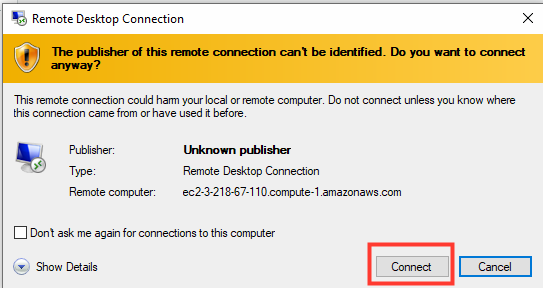 Remote Desktop Connection
The publisher of this remote connection can't be identified. Do you want to connect
anyway?
This remote connection could ham your local or remote computer. Do not connect unless you know where
this connection came from or have used it before.
Publisher: Unknown publisher
Type: Remote Desktop Connection
Remote computer: ec2-3-218-67-110.compute-1.amazonaws.com
Don't ask me again for connections to this computer
Show Details Connect Cancel